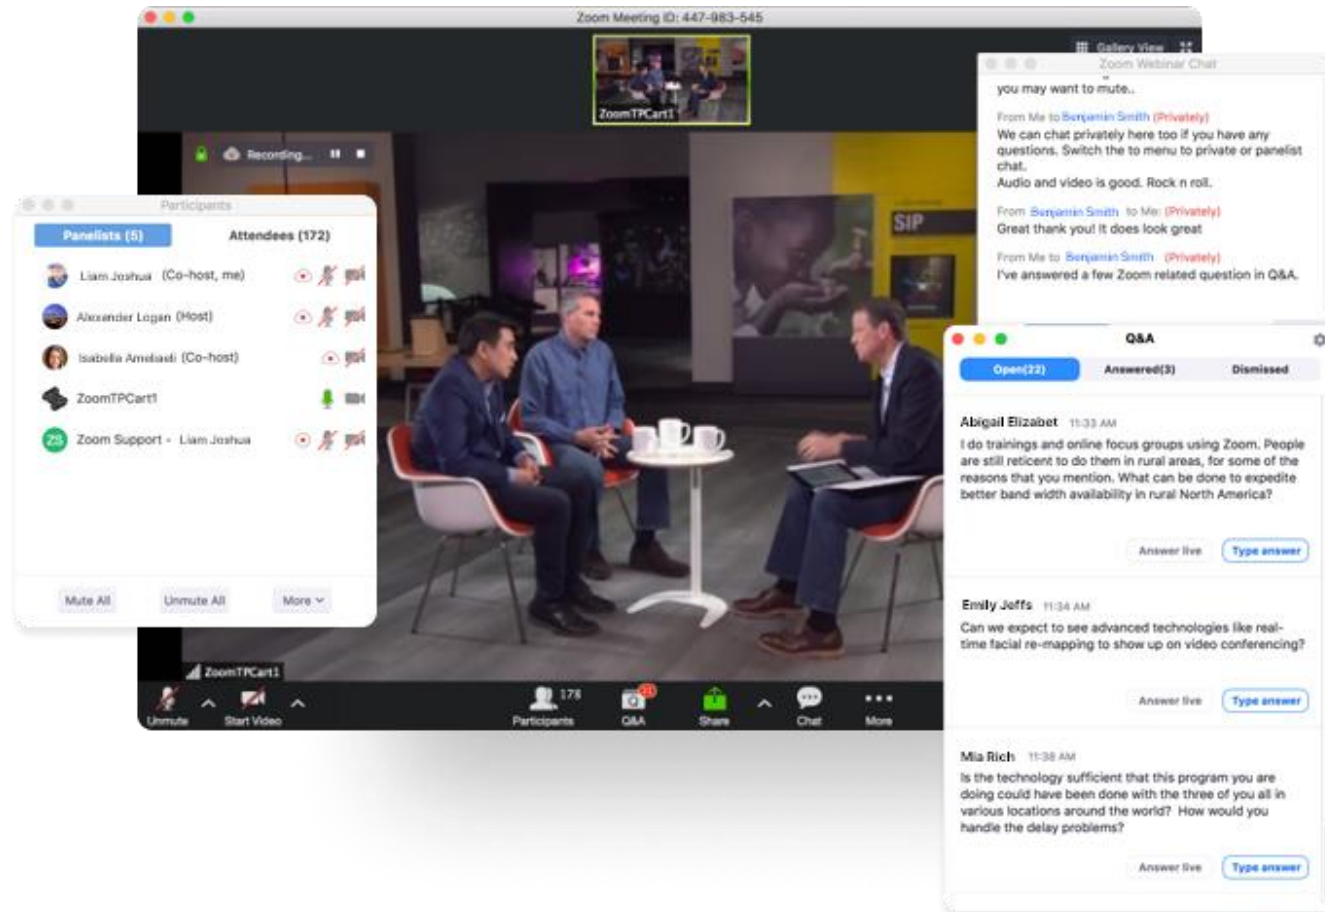 Zoom Meeting ID: 447-983-545
Gallery View
ZoomTPCart1
Recording...
SIP
Participants
Panelists (5)
Attendees (172)
Liam Joshua (Co-host, me)
Alexander Logan (Host)
Isabella Ameliaeli (Co-host)
ZoomTPCart1
ZS Zoom Support - Liam Joshua
Mute All
Unmute All
More
ZoomTPCart1
Unmute
Start Video
178
Participants
Q&A
Share
Chat
More
Zoom Webinar Chat
you may want to mute..
From Me to Benjamin Smith (Privately)
We can chat privately here too if you have any
questions. Switch the to menu to private or panelist
chat.
Audio and video is good. Rock n roll.
From Benjamin Smith to Me: (Privately)
Great thank you! It does look great
From Me to Benjamin Smith (Privately)
I've answered a few Zoom related question in Q&A.
Q&A
Open(22)
Answered(3)
Dismissed
Abigail Elizabet 11:33 AM
I do trainings and online focus groups using Zoom. People
are still reticent to do them in rural areas, for some of the
reasons that you mention. What can be done to expedite
better band width availability in rural North America?
Answer live
Type answer
Emily Jeffs 11:34 AM
Can we expect to see advanced technologies like real-
time facial re-mapping to show up on video conferencing?
Answer live
Type answer
Mia Rich 11:38 AM
Is the technology sufficient that this program you are
doing could have been done with the three of you all in
various locations around the world? How would you
handle the delay problems?
Answer live
Type answer